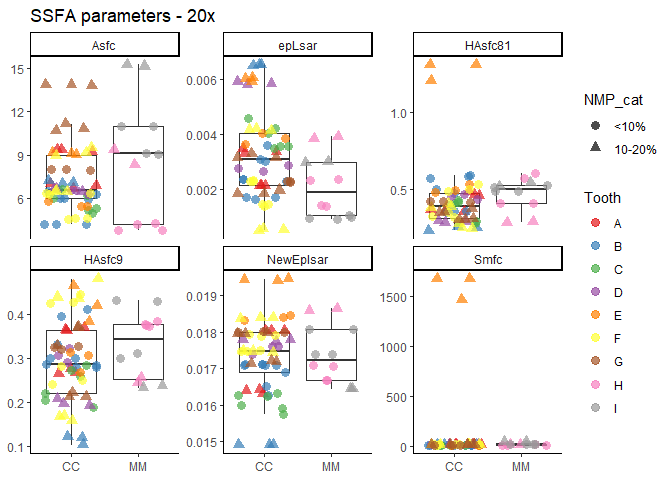 SSFA parameters - 20x
Asfc epLsar HAsfc81
15
12
9
6
0.006
0.004
0.002
1.0
0.5
HAsfc9 NewEplsar Smfc
0.4
0.3
0.2
0.1
0.019
0.018
0.017
0.016
0.015
1500
1000
500
0
CC MM CC MM CC MM
NMP_cat
<10%
10-20%
Tooth
A
B
C
D
E
F
G
H
I